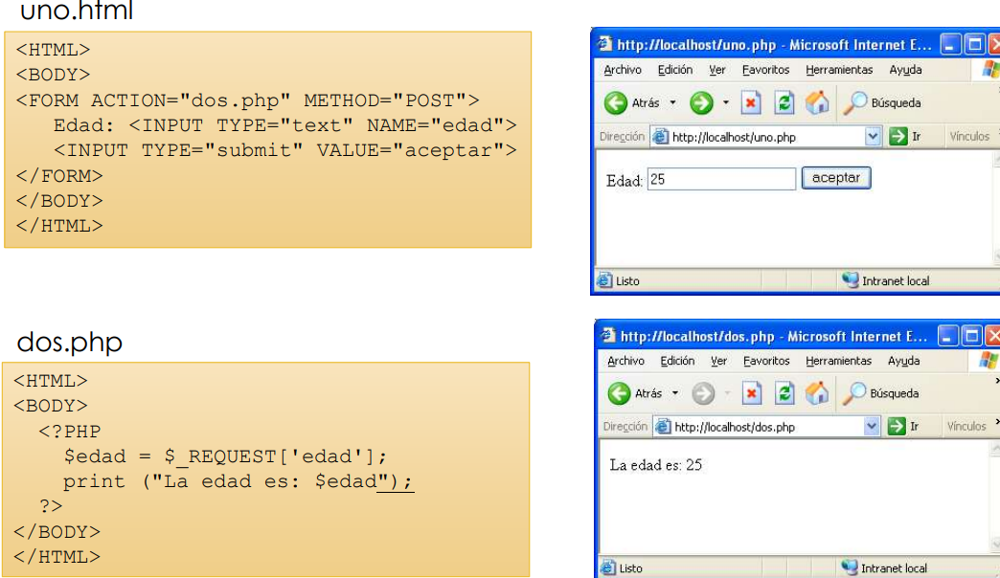 uno.html
<HTML>
<BODY>
<FORM ACTION="dos.php" METHOD="POST">
Edad: <INPUT TYPE="text" NAME="edad">
<INPUT TYPE="submit" VALUE="aceptar">
</FORM>
</BODY>
</HTML>
http://localhost/uno.php - Microsoft Internet E...
Archivo Edición Ver Favoritos Herramientas Ayuda
Atrás Búsqueda
Dirección http://localhost/uno.php Ir Vínculos
Edad: 25 aceptar
Listo Intranet local
dos.php
<HTML>
<BODY>
<?PHP
$edad = $_REQUEST['edad'];
print ("La edad es: $edad");
?>
</BODY>
</HTML>
http://localhost/dos.php - Microsoft Internet E...
Archivo Edición Ver Favoritos Herramientas Ayuda
Atrás Búsqueda
Dirección http://localhost/dos.php Ir Vínculos »
La edad es: 25
Listo Intranet local